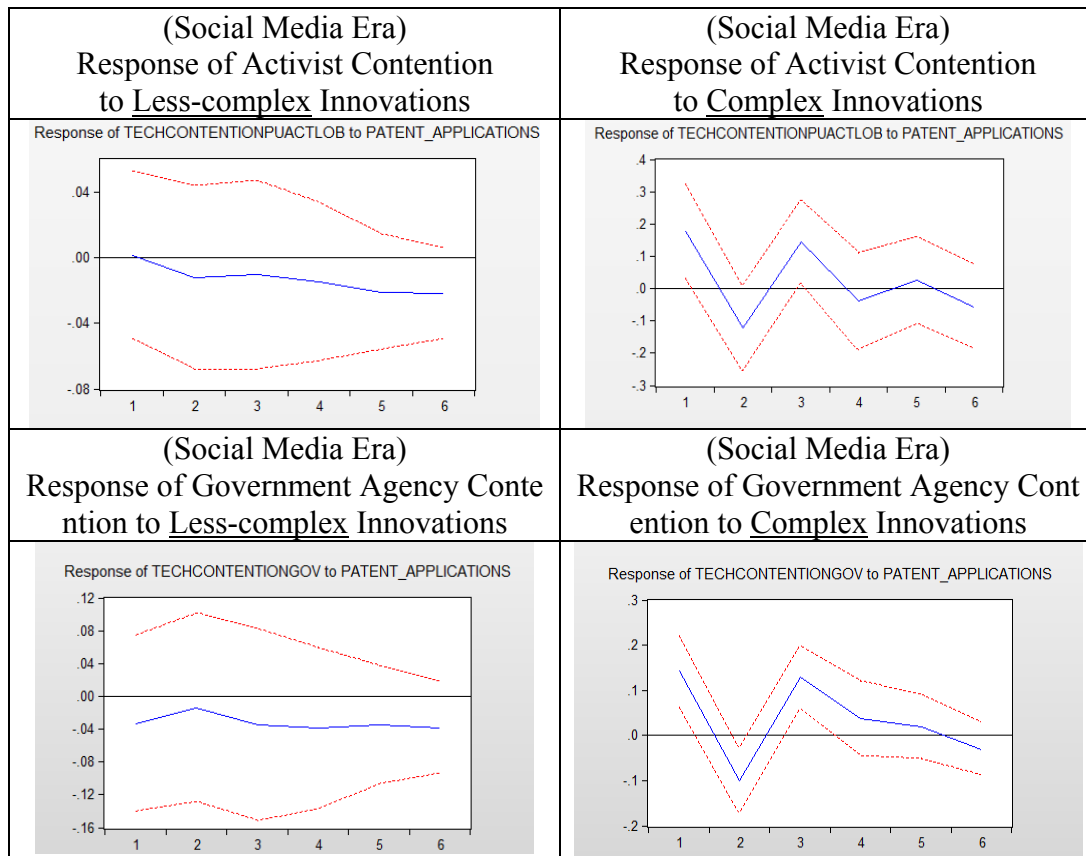 (Social Media Era)
Response of Activist Contention
to Less-complex Innovations
(Social Media Era)
Response of Activist Contention
to Complex Innovations
Response of TECHCONTENTIONPUACTLOB to PATENT_APPLICATIONS
.04
.00
-.04
-.08
1 2 3 4 5 6
Response of TECHCONTENTIONPUACTLOB to PATENT_APPLICATIONS
.4
.3
.2
.1
.0
-.1
-.2
-.3
1 2 3 4 5 6
(Social Media Era)
Response of Government Agency Conte
ntion to Less-complex Innovations
(Social Media Era)
Response of Government Agency Cont
ention to Complex Innovations
Response of TECHCONTENTIONGOV to PATENT_APPLICATIONS
.12
.08
.04
.00
-.04
-.08
-.12
-.16
1 2 3 4 5 6
Response of TECHCONTENTIONGOV to PATENT_APPLICATIONS
.3
.2
.1
.0
-.1
-.2
1 2 3 4 5 6